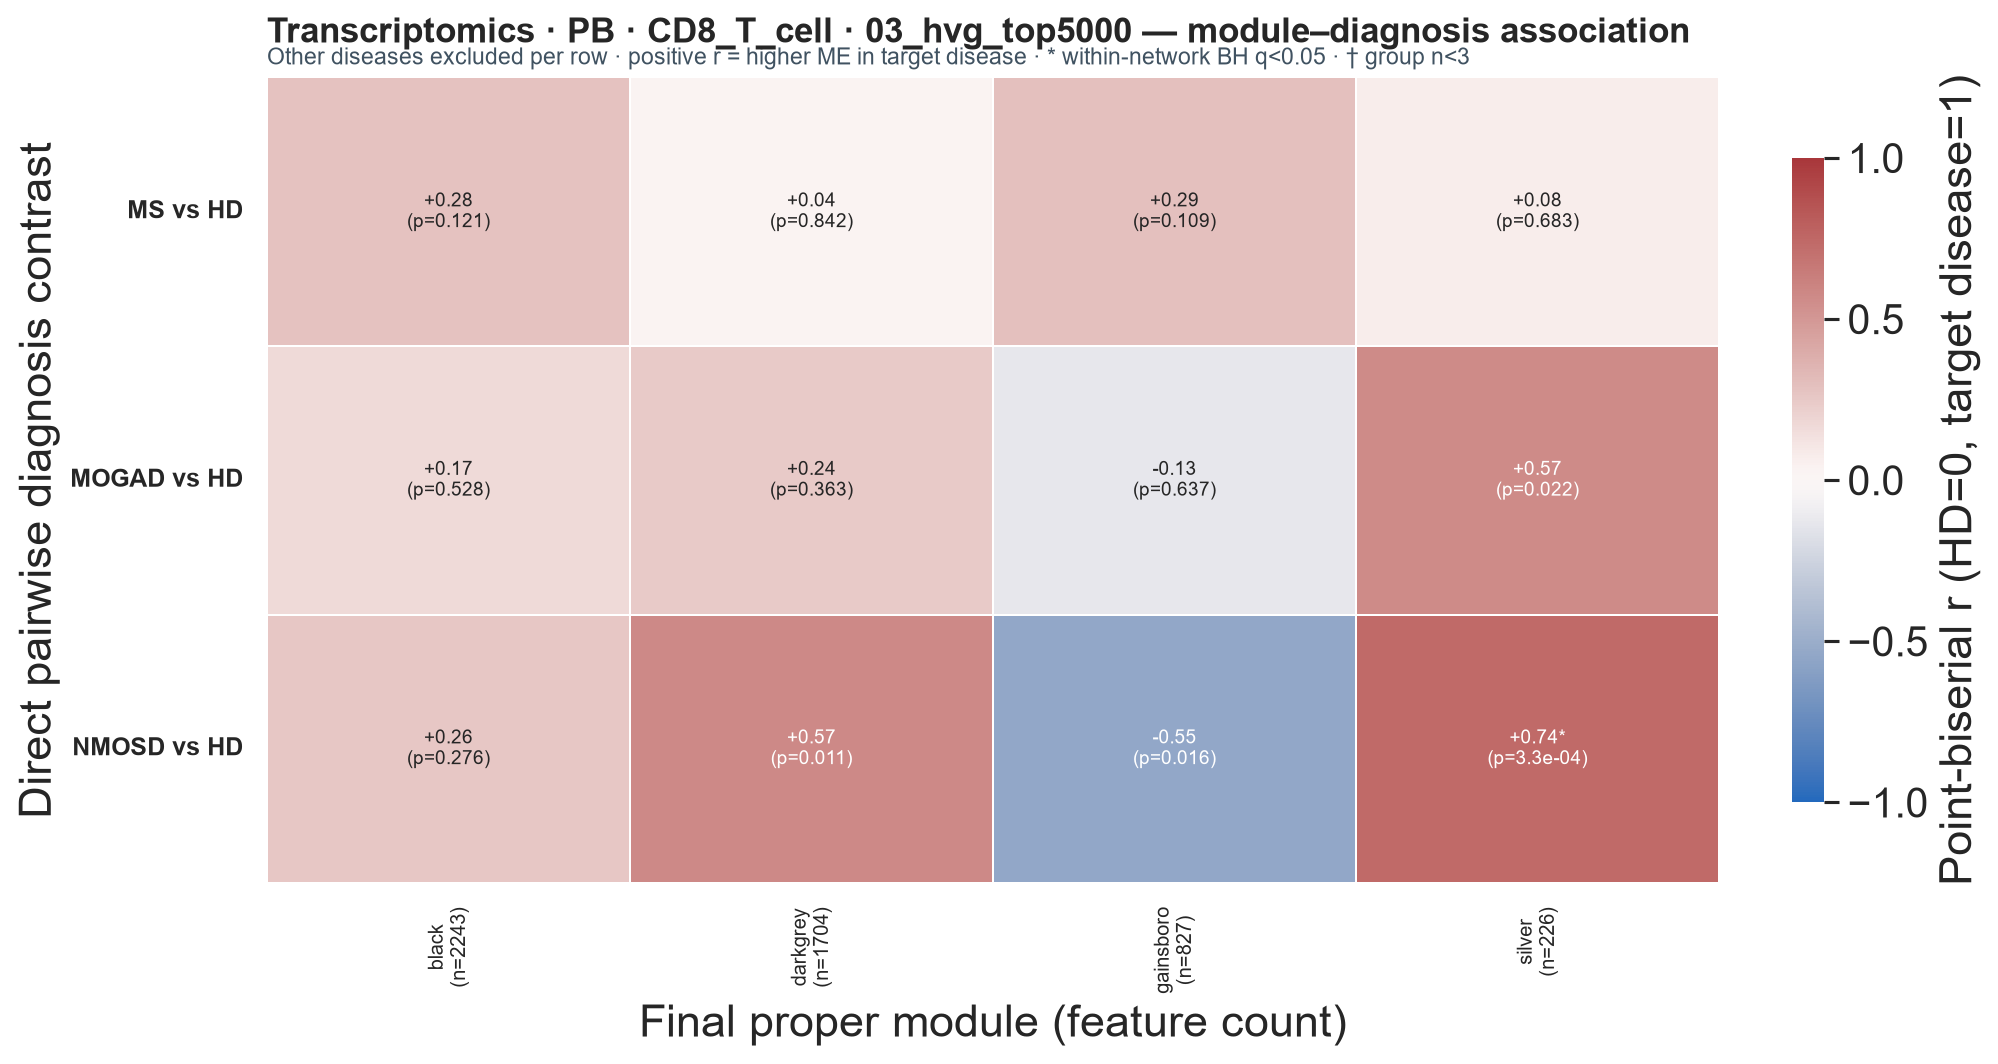 Transcriptomics · PB · CD8_T_cell · 03_hvg_top5000 — module–diagnosis association
Other diseases excluded per row · positive r = higher ME in target disease · * within-network BH q<0.05 · † group n<3
Direct pairwise diagnosis contrast
MS vs HD
+0.28
(p=0.121)
+0.04
(p=0.842)
+0.29
(p=0.109)
+0.08
(p=0.683)
MOGAD vs HD
+0.17
(p=0.528)
+0.24
(p=0.363)
-0.13
(p=0.637)
+0.57
(p=0.022)
NMOSD vs HD
+0.26
(p=0.276)
+0.57
(p=0.011)
-0.55
(p=0.016)
+0.74*
(p=3.3e-04)
black
(n=2243)
darkgrey
(n=1704)
gainsboro
(n=827)
silver
(n=226)
Final proper module (feature count)
1.0
0.5
0.0
−0.5
−1.0
Point-biserial r (HD=0, target disease=1)